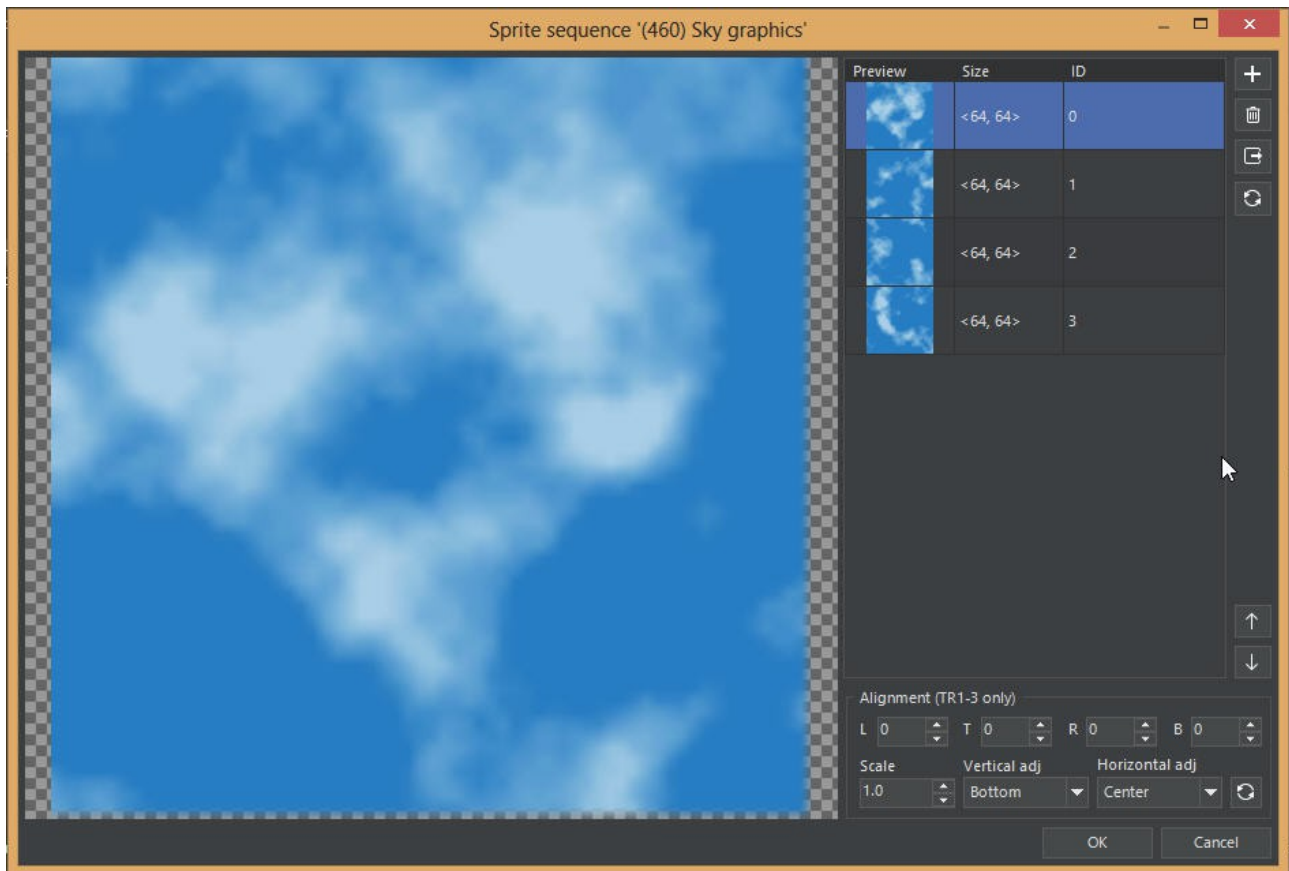 Sprite sequence '(460) Sky graphics'
Preview Size ID
<64, 64> 0
<64, 64> 1
<64, 64> 2
<64, 64> 3
Alignment (TR1-3 only)
L 0 T 0 R 0 B 0
Scale Vertical adj Horizontal adj
1.0 Bottom Center
OK Cancel